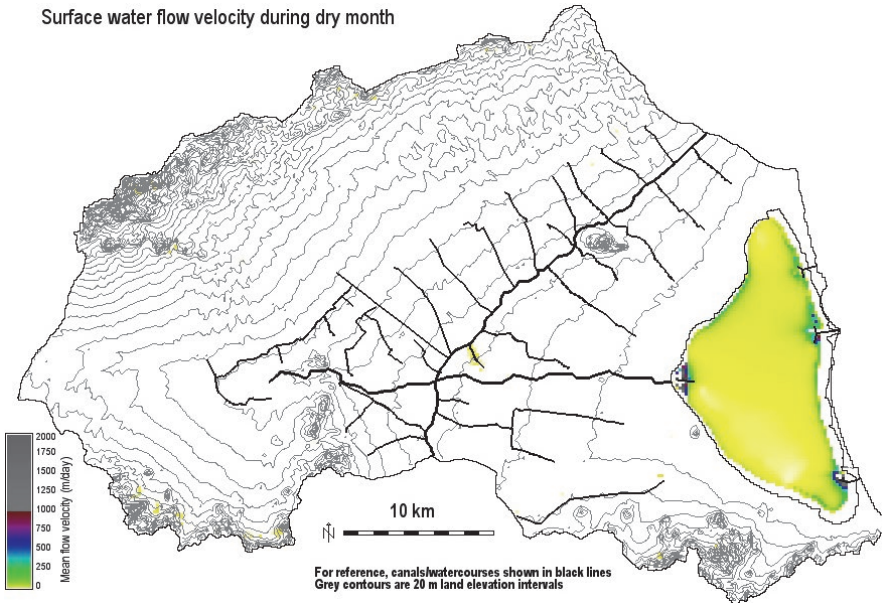 Surface water flow velocity during dry month
2000
1750
1500
1250
1000
750
500
250
0
Mean flow velocity (m/day)
N
10 km
For reference, canals/watercourses shown in black lines
Grey contours are 20 m land elevation intervals